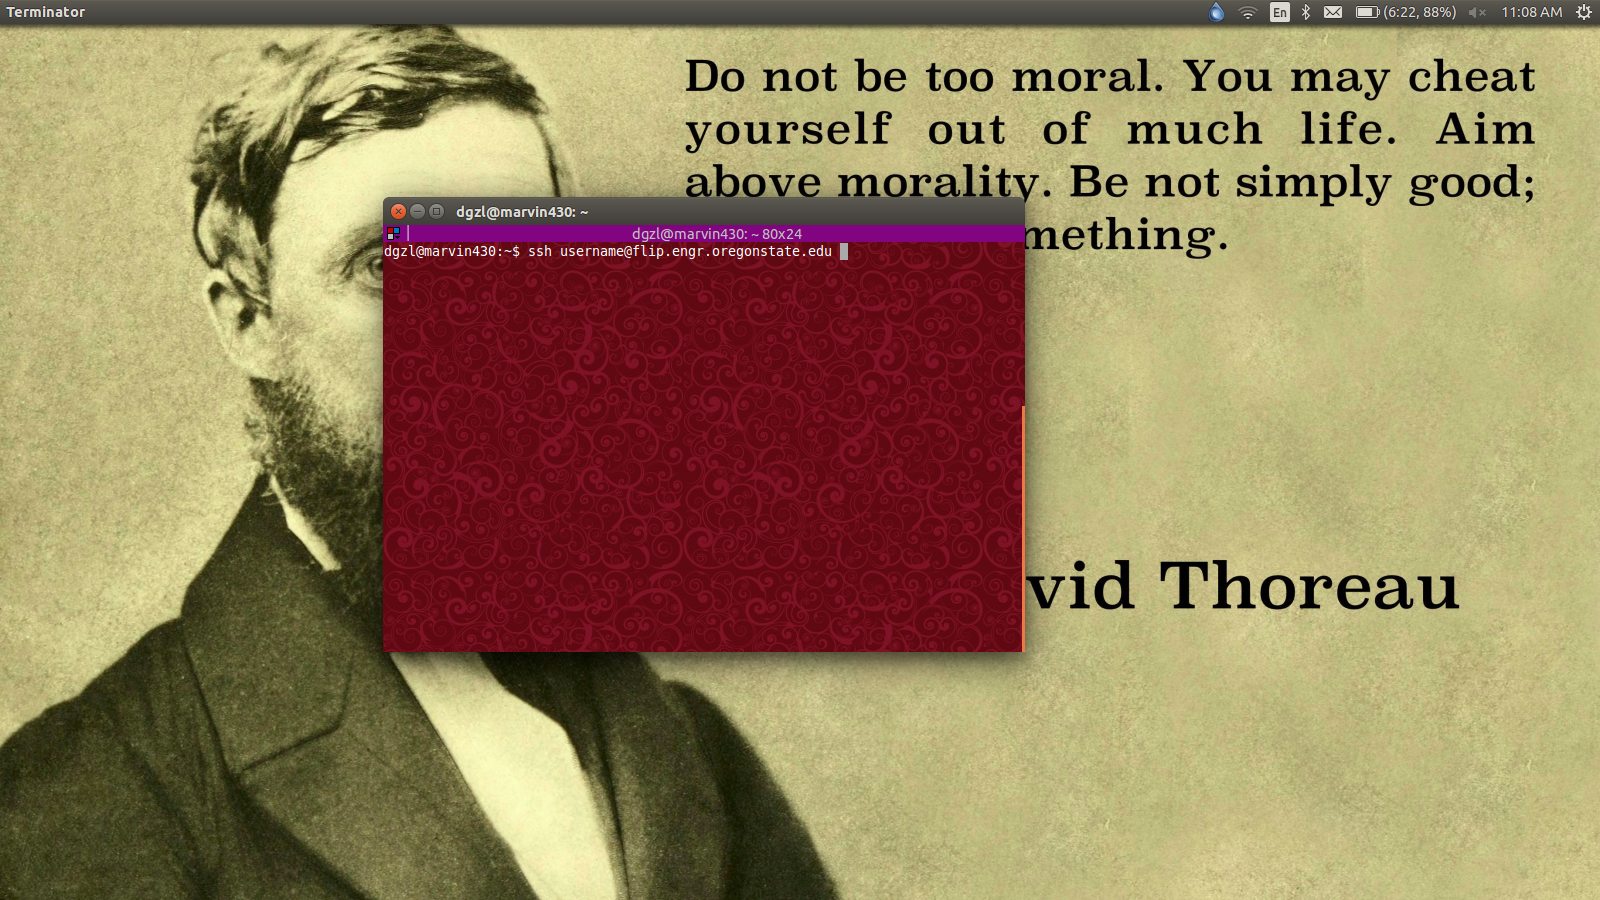 Terminator
En
(6:22, 88%)
11:08 AM
Do not be too moral. You may cheat
yourself out of much life. Aim
above morality. Be not simply good;
mething.
dgzl@marvin430: ~
dgzl@marvin430: ~ 80x24
dgzl@marvin430:~$ ssh username@flip.engr.oregonstate.edu
vid Thoreau